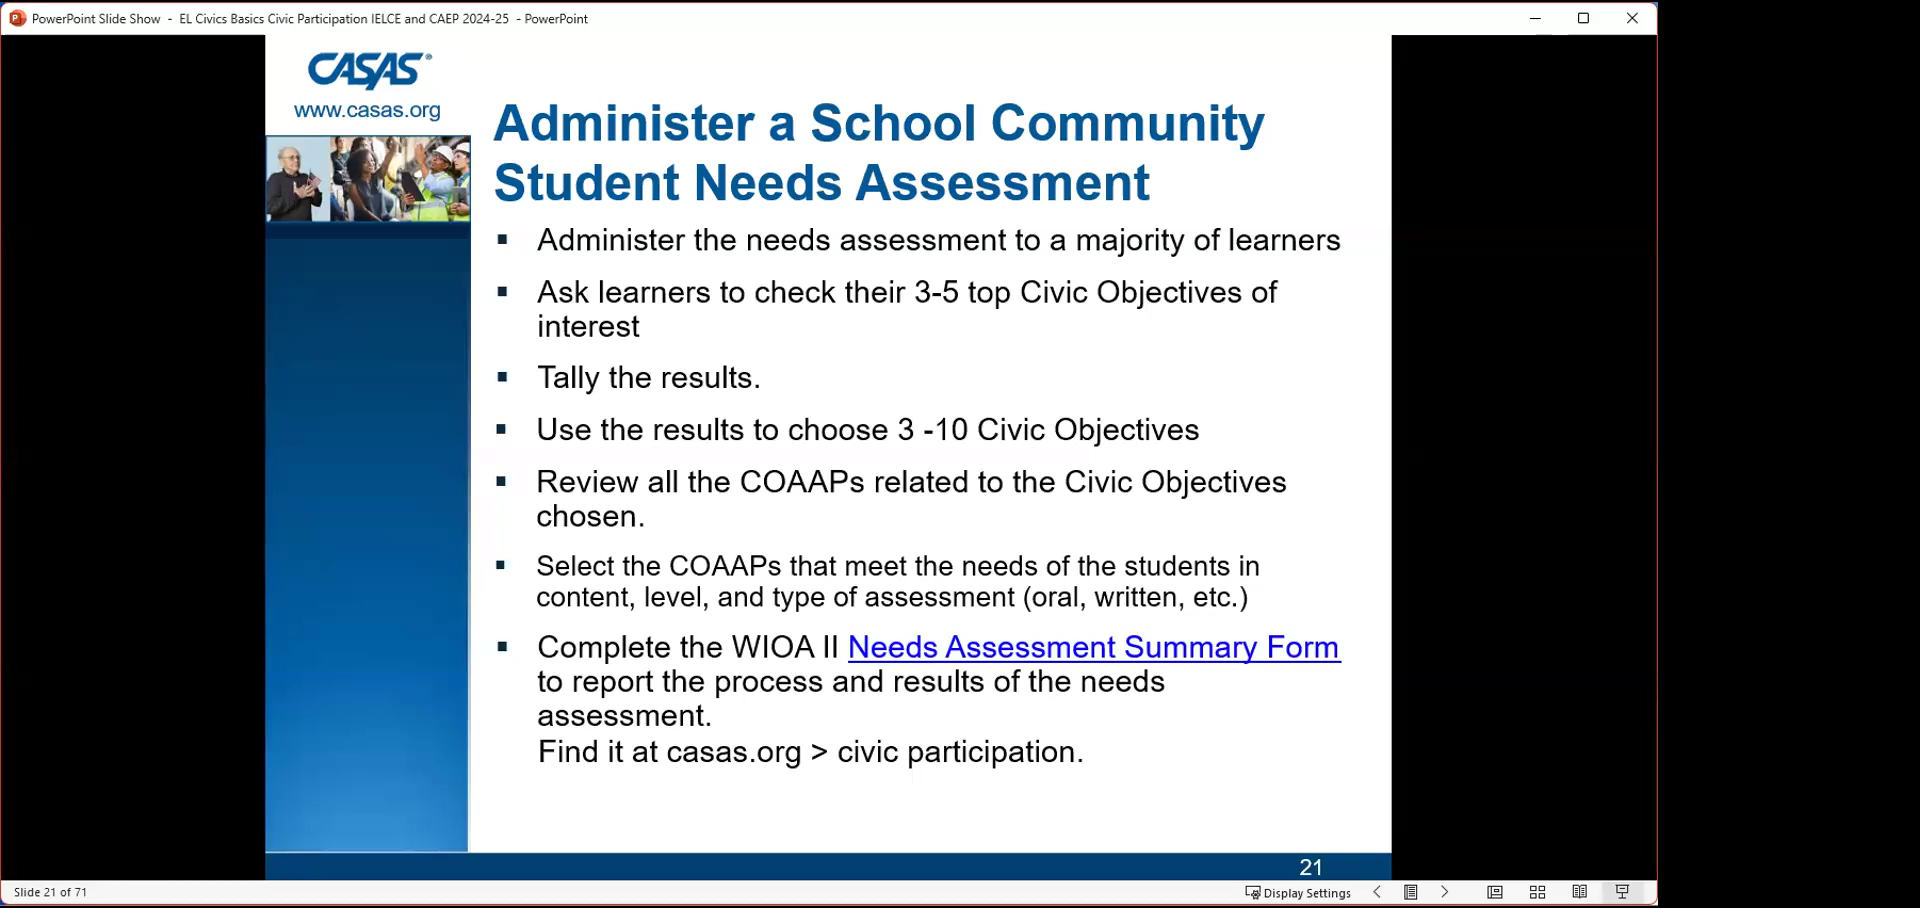 PowerPoint Slide Show - EL Civics Basics Civic Participation IELCE and CAEP 2024-25 - PowerPoint
CASAS®
www.casas.org
Administer a School Community
Student Needs Assessment
▪ Administer the needs assessment to a majority of learners
▪ Ask learners to check their 3-5 top Civic Objectives of
interest
▪ Tally the results.
▪ Use the results to choose 3 -10 Civic Objectives
▪ Review all the COAAPs related to the Civic Objectives
chosen.
▪ Select the COAAPs that meet the needs of the students in
content, level, and type of assessment (oral, written, etc.)
▪ Complete the WIOA II Needs Assessment Summary Form
to report the process and results of the needs
assessment.
Find it at casas.org > civic participation.
21
Slide 21 of 71
Display Settings